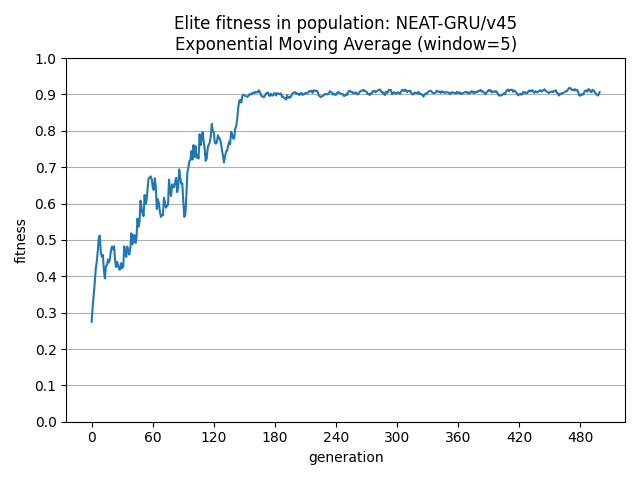 Elite fitness in population: NEAT-GRU/v45
Exponential Moving Average (window=5)
1.0
0.9
0.8
0.7
0.6
0.5
0.4
0.3
0.2
0.1
0.0
fitness
0 60 120 180 240 300 360 420 480
generation